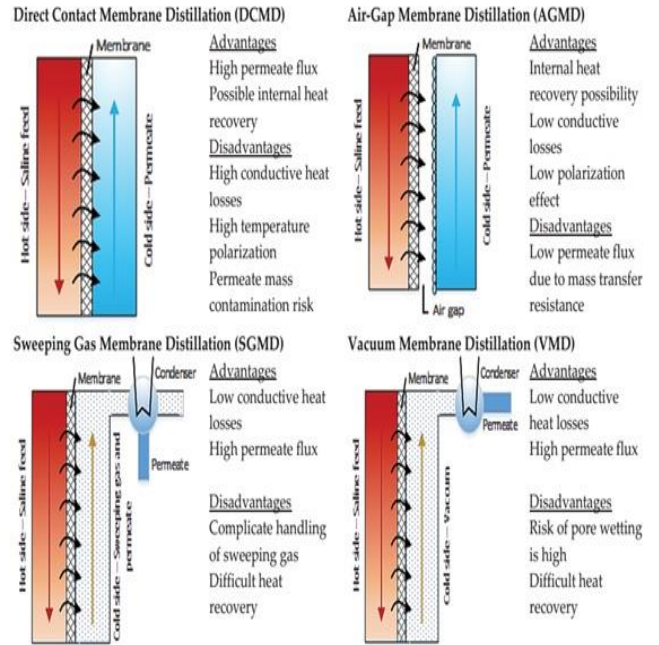 Direct Contact Membrane Distillation (DCMD)
Membrane
Hot side – Saline feed
Cold side – Permeate
Advantages
High permeate flux
Possible internal heat
recovery
Disadvantages
High conductive heat
losses
High temperature
polarization
Permeate mass
contamination risk
Air-Gap Membrane Distillation (AGMD)
Membrane
Hot side – Saline feed
Cold side – Permeate
Air gap
Advantages
Internal heat
recovery possibility
Low conductive
losses
Low polarization
effect
Disadvantages
Low permeate flux
due to mass transfer
resistance
Sweeping Gas Membrane Distillation (SGMD)
Membrane
Condenser
Permeate
Hot side – Saline feed
Cold side – Sweeping gas and
permeate
Advantages
Low conductive heat
losses
High permeate flux
Disadvantages
Complicate handling
of sweeping gas
Difficult heat
recovery
Vacuum Membrane Distillation (VMD)
Membrane
Condenser
Permeate
Hot side – Saline feed
Cold side – Vacuum
Advantages
Low conductive
heat losses
High permeate flux
Disadvantages
Risk of pore wetting
is high
Difficult heat
recovery